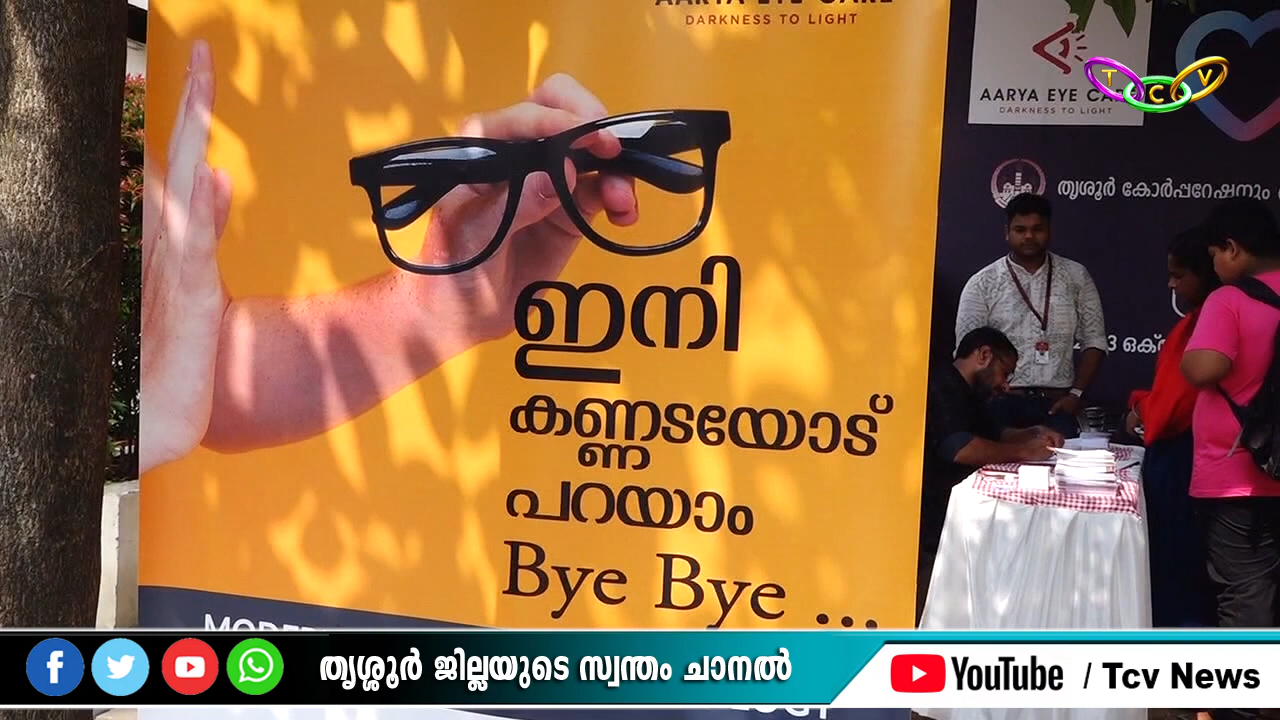 AARYA EYE CARE
DARKNESS TO LIGHT
ഇനി
കണ്ണടയോട്
പറയാം
Bye Bye ...
AARYA EYE CARE
DARKNESS TO LIGHT
TCV
തൃശൂർ കോർപ്പറേഷനും
തൃശ്ശൂർ ജില്ലയുടെ സ്വന്തം ചാനൽ
YouTube / Tcv News